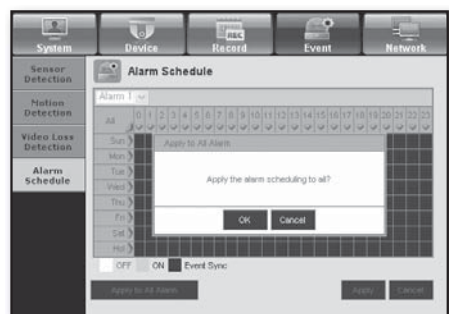 System Device Record Event Network
REC
Sensor
Detection
Motion
Detection
Video Loss
Detection
Alarm
Schedule
Alarm Schedule
Alarm 1
All 0 1 2 3 4 5 6 7 8 9 10 11 12 13 14 15 16 17 18 19 20 21 22 23
Sun
Mon
Tue
Wed
Thu
Fri
Sat
Hol
Apply to All Alarm
Apply the alarm scheduling to all?
OK Cancel
OFF ON Event Sync
Apply to All Alarm Apply Cancel